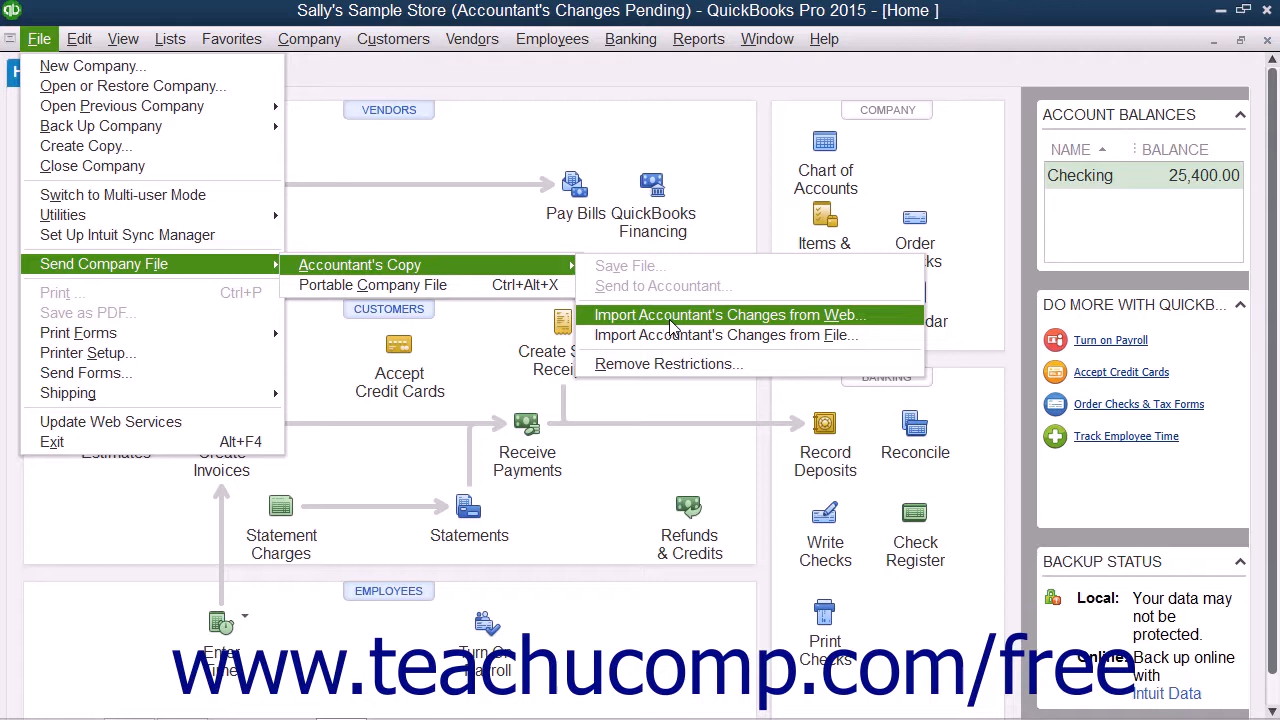 Sally's Sample Store (Accountant's Changes Pending) - QuickBooks Pro 2015 - [Home ]
File Edit View Lists Favorites Company Customers Vendors Employees Banking Reports Window Help
New Company...
Open or Restore Company...
Open Previous Company
Back Up Company
Create Copy...
Close Company
Switch to Multi-user Mode
Utilities
Set Up Intuit Sync Manager
Send Company File
Print ... Ctrl+P
Save as PDF...
Print Forms
Printer Setup...
Send Forms...
Shipping
Update Web Services
Exit Alt+F4
Accountant's Copy
Portable Company File Ctrl+Alt+X
Save File...
Send to Accountant...
Import Accountant's Changes from Web...
Import Accountant's Changes from File...
Remove Restrictions...
VENDORS
Pay Bills
QuickBooks
Financing
CUSTOMERS
Accept
Credit Cards
Create
Estimates
Create
Invoices
Receive
Payments
Statement
Charges
Statements
Refunds
& Credits
EMPLOYEES
Enter
Time
Turn On
Payroll
COMPANY
Chart of
Accounts
Items &
Order
BANKING
Record
Deposits
Reconcile
Write
Checks
Check
Register
Print
Checks
ACCOUNT BALANCES
NAME BALANCE
Checking 25,400.00
DO MORE WITH QUICKB...
Turn on Payroll
Accept Credit Cards
Order Checks & Tax Forms
Track Employee Time
BACKUP STATUS
Local: Your data may
not be
protected.
Online: Back up online
with
Intuit Data
www.teachucomp.com/free